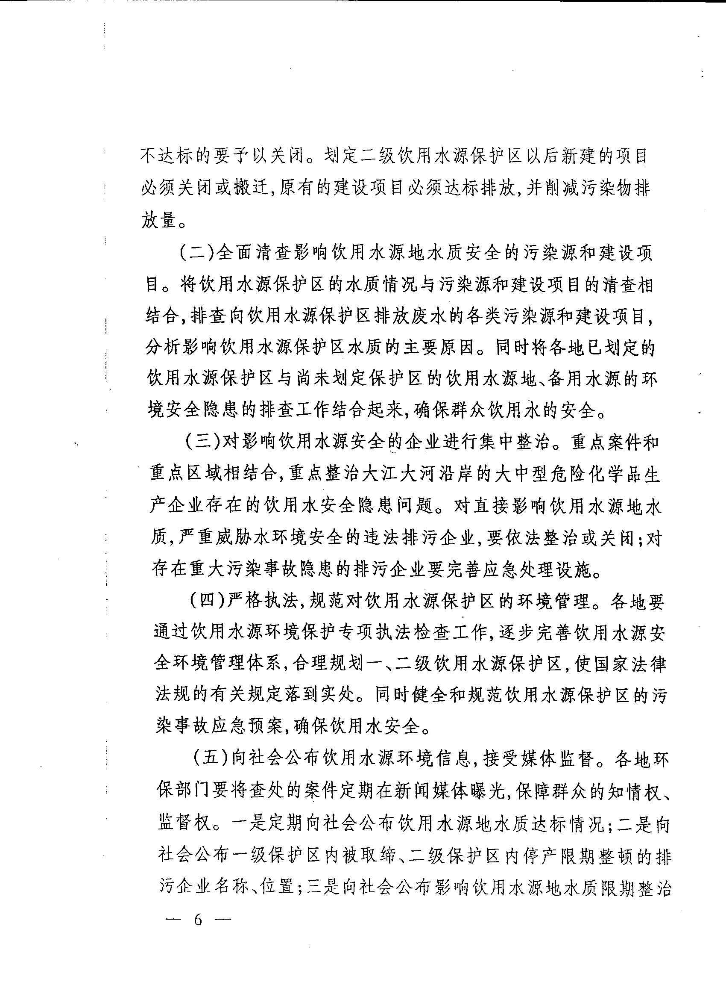 不达标的要予以关闭。划定二级饮用水源保护区以后新建的项目
必须关闭或搬迁,原有的建设项目必须达标排放,并削减污染物排
放量。
(二)全面清查影响饮用水源地水质安全的污染源和建设项
目。将饮用水源保护区的水质情况与污染源和建设项目的清查相
结合,排查向饮用水源保护区排放废水的各类污染源和建设项目,
分析影响饮用水源保护区水质的主要原因。同时将各地已划定的
饮用水源保护区与尚未划定保护区的饮用水源地、备用水源的环
境安全隐患的排查工作结合起来,确保群众饮用水的安全。
(三)对影响饮用水源安全的企业进行集中整治。重点案件和
重点区域相结合,重点整治大江大河沿岸的大中型危险化学品生
产企业存在的饮用水安全隐患问题。对直接影响饮用水源地水
质,严重威胁水环境安全的违法排污企业,要依法整治或关闭;对
存在重大污染事故隐患的排污企业要完善应急处理设施。
(四)严格执法,规范对饮用水源保护区的环境管理。各地要
通过饮用水源环境保护专项执法检查工作,逐步完善饮用水源安
全环境管理体系,合理规划一、二级饮用水源保护区,使国家法律
法规的有关规定落到实处。同时健全和规范饮用水源保护区的污
染事故应急预案,确保饮用水安全。
(五)向社会公布饮用水源环境信息,接受媒体监督。各地环
保部门要将查处的案件定期在新闻媒体曝光,保障群众的知情权、
监督权。一是定期向社会公布饮用水源地水质达标情况;二是向
社会公布一级保护区内被取缔、二级保护区内停产限期整顿的排
污企业名称、位置;三是向社会公布影响饮用水源地水质限期整治
— 6 —